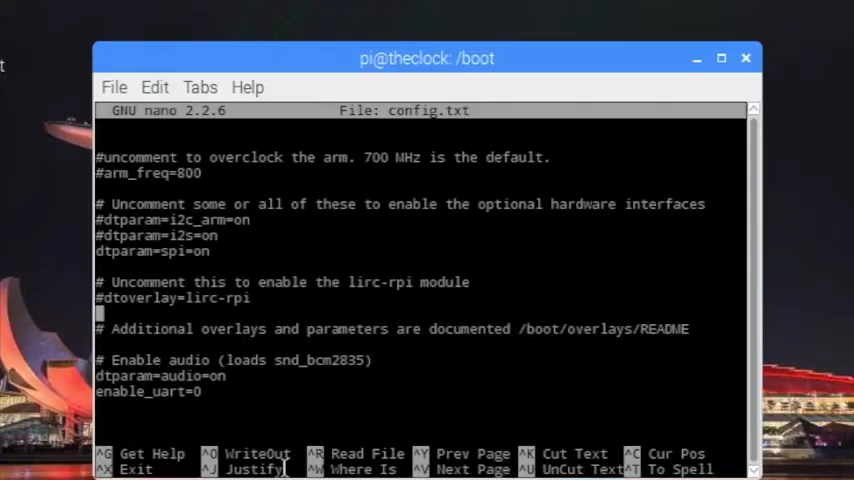 t
pi@theclock: /boot
File Edit Tabs Help
GNU nano 2.2.6 File: config.txt
#uncomment to overclock the arm. 700 MHz is the default.
#arm_freq=800
# Uncomment some or all of these to enable the optional hardware interfaces
#dtparam=i2c_arm=on
#dtparam=i2s=on
dtparam=spi=on
# Uncomment this to enable the lirc-rpi module
#dtoverlay=lirc-rpi
# Additional overlays and parameters are documented /boot/overlays/README
# Enable audio (loads snd_bcm2835)
dtparam=audio=on
enable_uart=0
^G Get Help ^O WriteOut ^R Read File ^Y Prev Page ^K Cut Text ^C Cur Pos
^X Exit ^J Justify ^W Where Is ^V Next Page ^U UnCut Text ^T To Spell